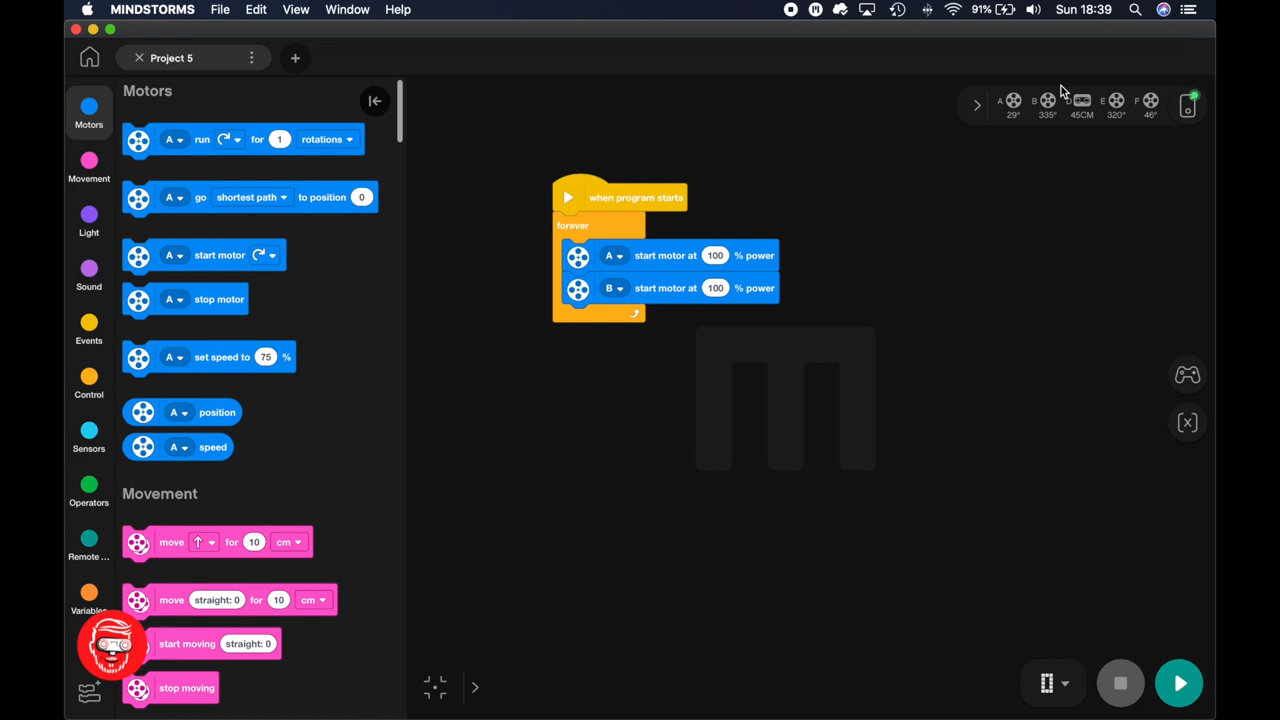 MINDSTORMS File Edit View Window Help 91% Sun 18:39
Project 5
Motors
Motors
Movement
Light
Sound
Events
Control
Sensors
Operators
Remote ...
A run for 1 rotations
A go shortest path to position 0
A start motor
A stop motor
A set speed to 75 %
A position
A speed
Movement
move for 10 cm
move straight: 0 for 10 cm
start moving straight: 0
stop moving
when program starts
forever
A start motor at 100 % power
B start motor at 100 % power
A B D E F
29° 335° 45CM 320° 46°